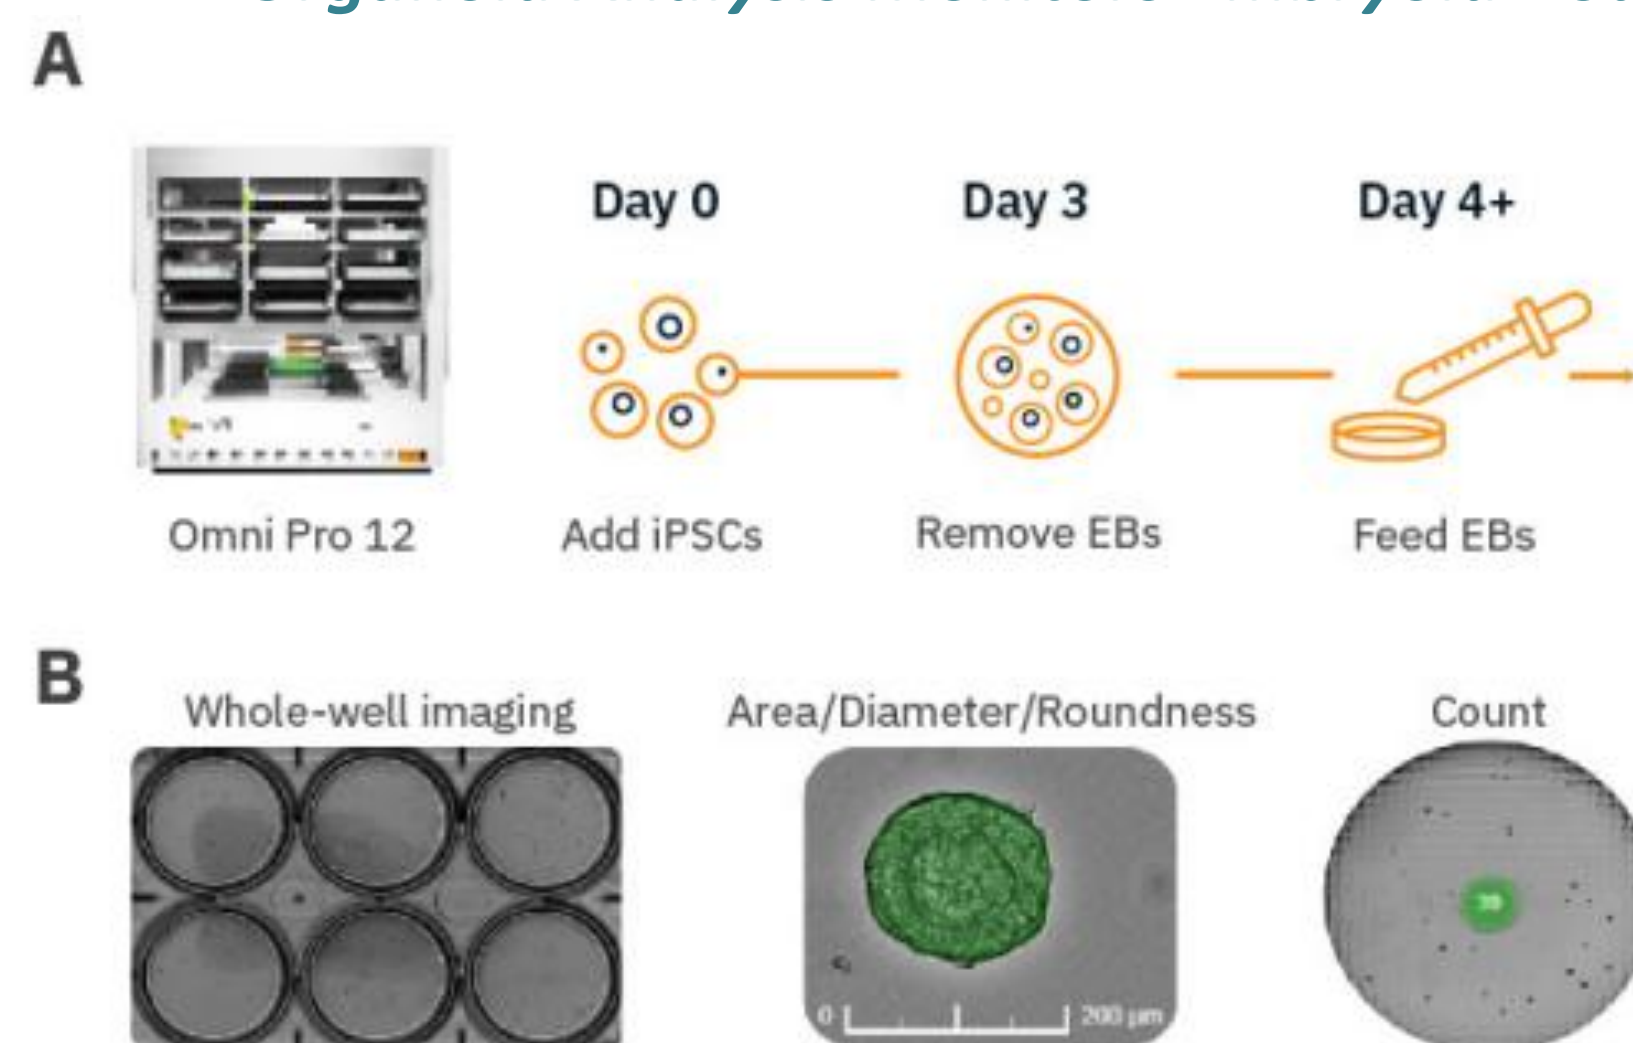 A
Day 0
Day 3
Day 4+
Omni Pro 12
Add iPSCs
Remove EBs
Feed EBs
B
Whole-well imaging
Area/Diameter/Roundness
Count
0
200 µm